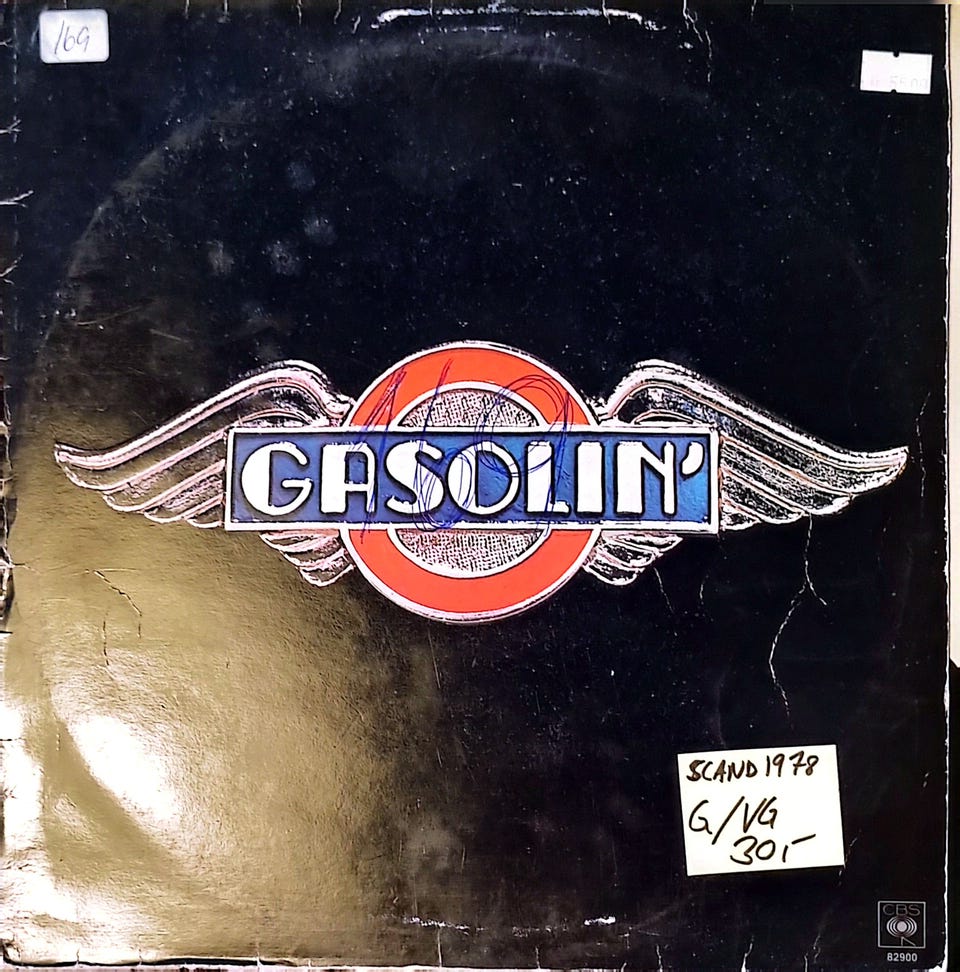 169
GASOLIN'
SCAND 1978
G/VG
30,-
CBS
82900